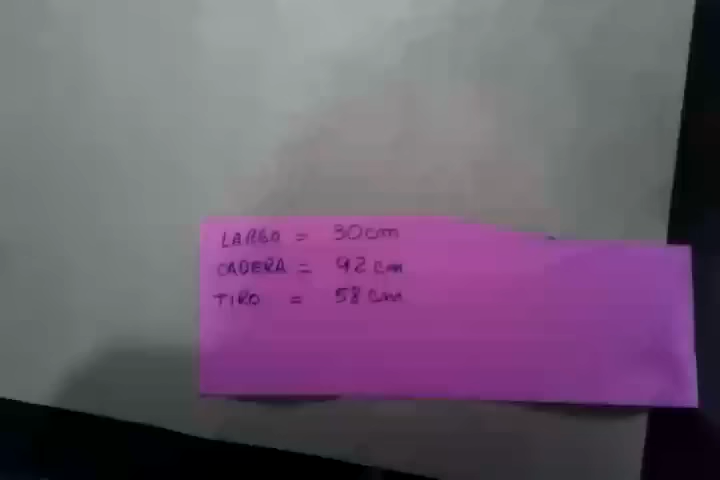 LARGO = 30cm
CADERA = 92 cm
TIRO = 58 cm